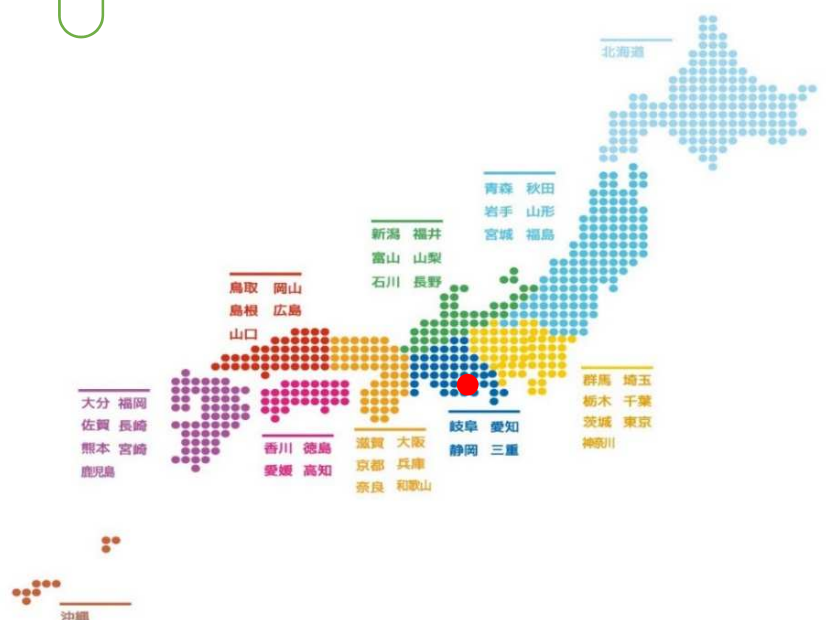 北海道
青森 秋田
岩手 山形
宮城 福島
新潟 福井
富山 山梨
石川 長野
鳥取 岡山
島根 広島
山口
群馬 埼玉
栃木 千葉
茨城 東京
神奈川
大分 福岡
佐賀 長崎
熊本 宮崎
鹿児島
岐阜 愛知
静岡 三重
香川 徳島
愛媛 高知
滋賀 大阪
京都 兵庫
奈良 和歌山
沖縄